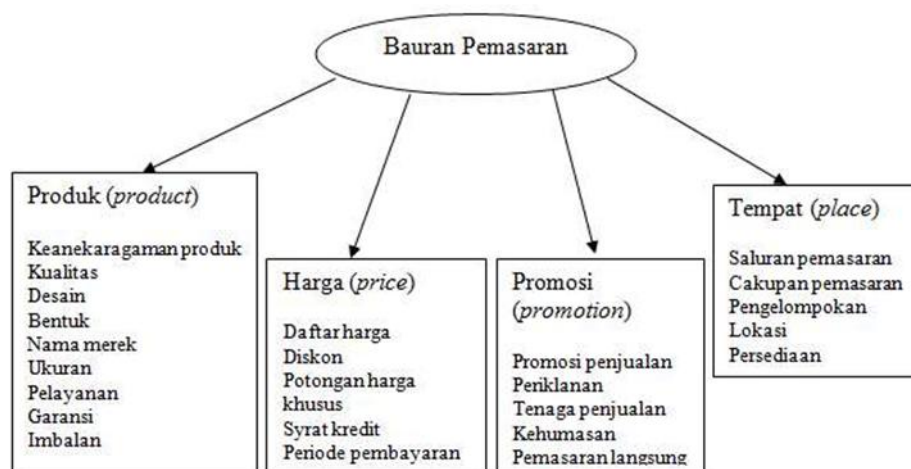 Bauran Pemasaran
Produk (product)
Keanekaragaman produk
Kualitas
Desain
Bentuk
Nama merek
Ukuran
Pelayanan
Garansi
Imbalan
Harga (price)
Daftar harga
Diskon
Potongan harga
khusus
Syrat kredit
Periode pembayaran
Promosi
(promotion)
Promosi penjualan
Periklanan
Tenaga penjualan
Kehumasan
Pemasaran langsung
Tempat (place)
Saluran pemasaran
Cakupan pemasaran
Pengelompokan
Lokasi
Persediaan